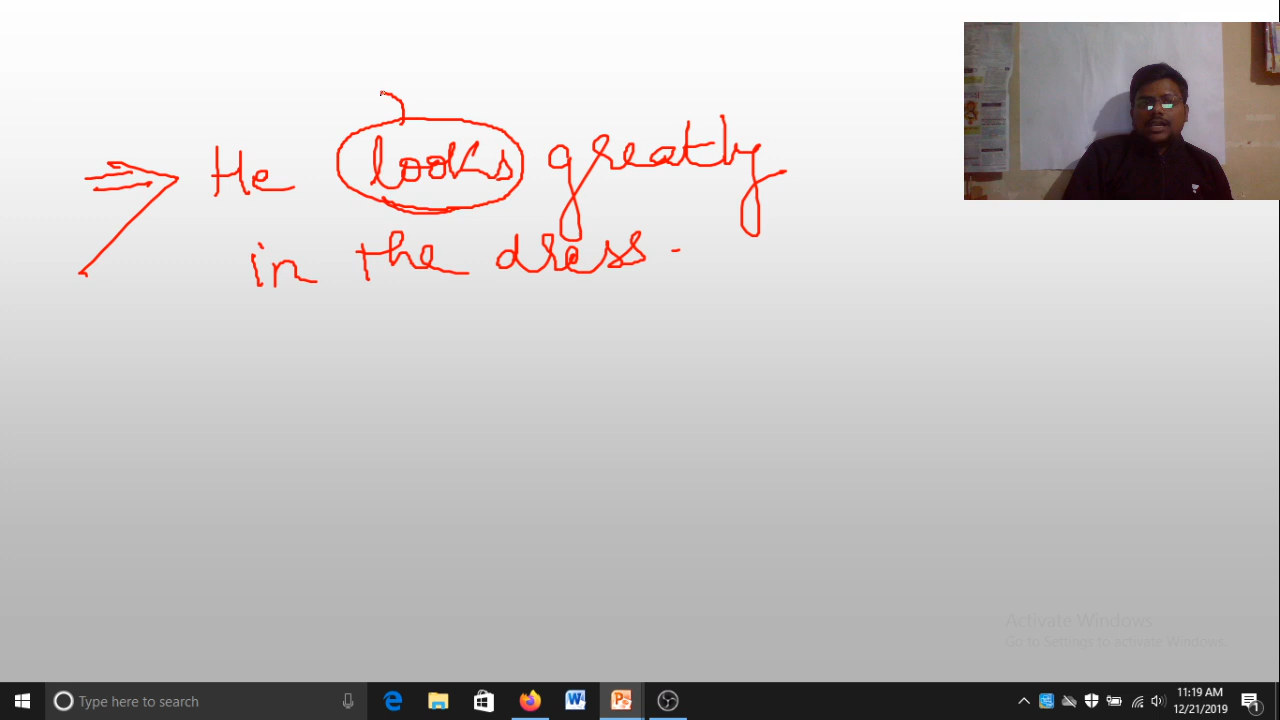 He looks greatly
in the dress.
Activate Windows
Go to Settings to activate Windows.
Type here to search
11:19 AM
12/21/2019